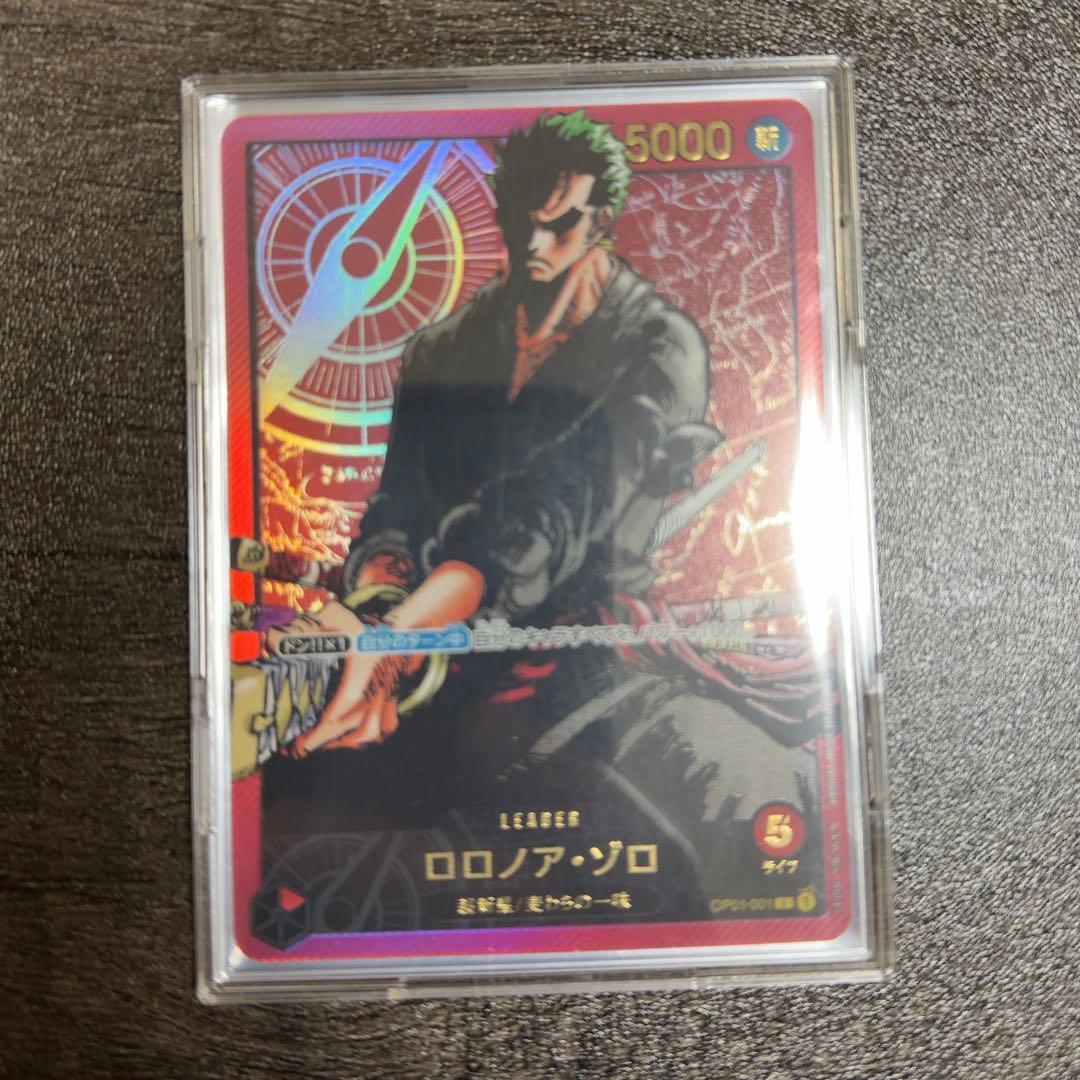 5000 斬
ドン!!×1 自分のターン中 自分のキャラすべてを、パワー
LEADER
5
ロロノア・ゾロ
ライフ
超新星/麦わらの一味
OP01-001 L 1